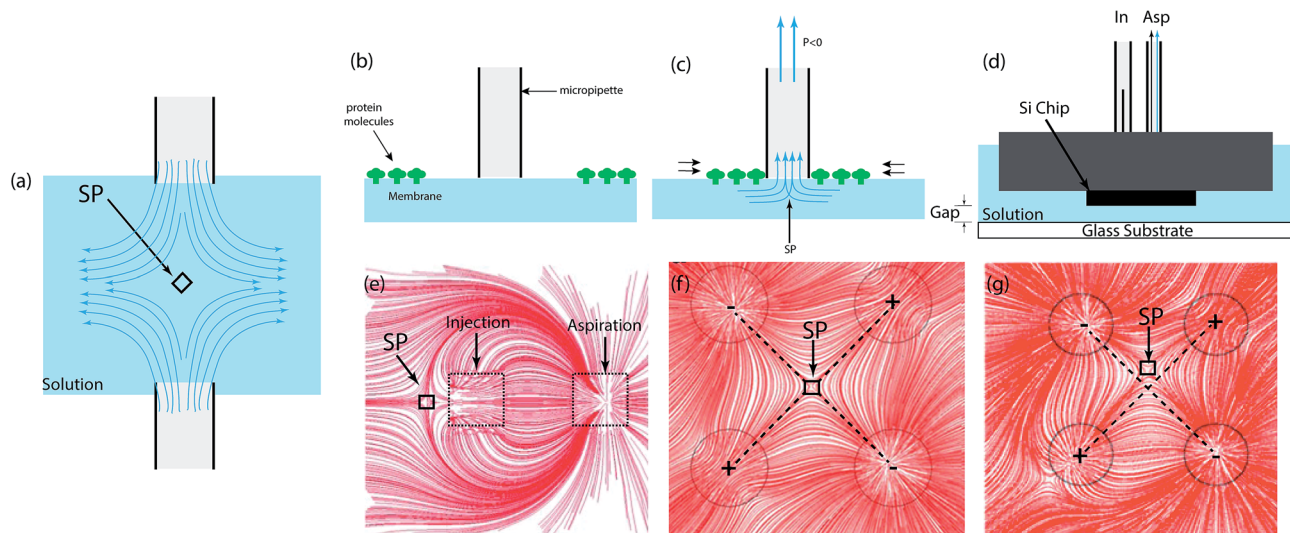 (a)
SP
Solution
(b)
protein
molecules
micropipette
Membrane
(c)
P<0
SP
(d)
In Asp
Si Chip
Gap
Solution
Glass Substrate
(e)
SP
Injection
Aspiration
(f)
- +
SP
+ -
(g)
- +
SP
+ -